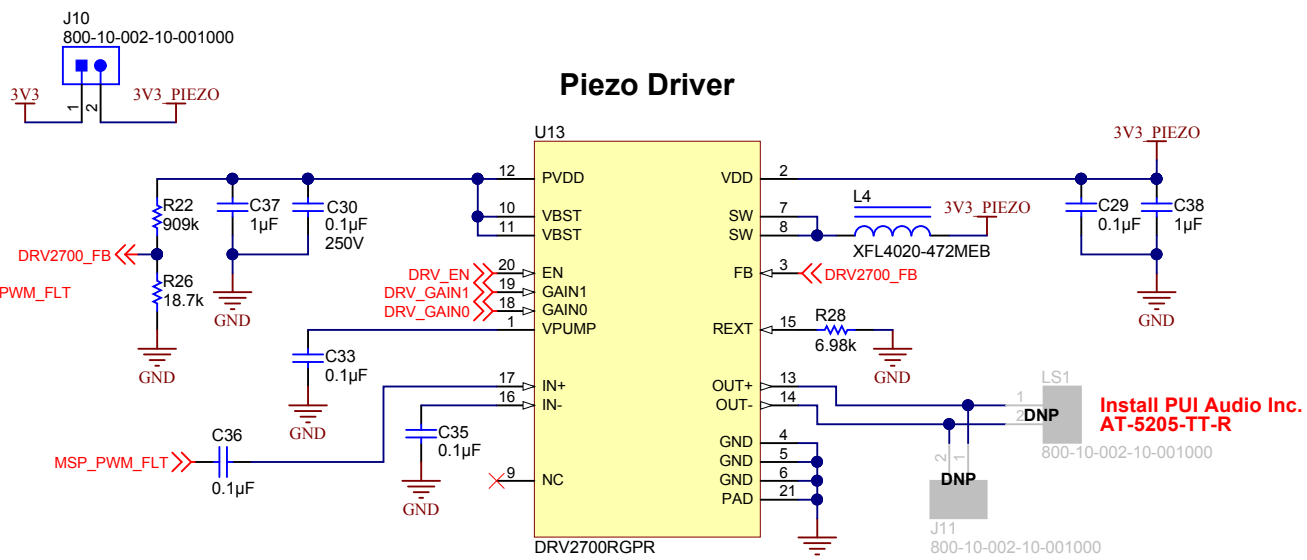 J10
800-10-002-10-001000
3V3
3V3_PIEZO
1
2
Piezo Driver
U13
12 PVDD
10 VBST
11 VBST
20 EN
19 GAIN1
18 GAIN0
1 VPUMP
17 IN+
16 IN-
9 NC
VDD 2
SW 7
SW 8
FB 3
REXT 15
OUT+ 13
OUT- 14
GND 4
GND 5
GND 6
PAD 21
DRV2700RGPR
R22
909k
C37
1µF
C30
0.1µF
250V
DRV2700_FB
R26
18.7k
PWM_FLT
GND
GND
DRV_EN
DRV_GAIN1
DRV_GAIN0
C33
0.1µF
GND
C35
0.1µF
GND
C36
0.1µF
MSP_PWM_FLT
3V3_PIEZO
L4
3V3_PIEZO
XFL4020-472MEB
C29
0.1µF
C38
1µF
GND
DRV2700_FB
R28
6.98k
GND
LS1
1
2
DNP
Install PUI Audio Inc.
AT-5205-TT-R
800-10-002-10-001000
2
1
DNP
J11
800-10-002-10-001000
GND